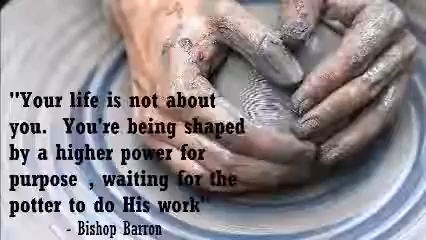 "Your life is not about
you. You're being shaped
by a higher power for
purpose , waiting for the
potter to do His work"
- Bishop Barron